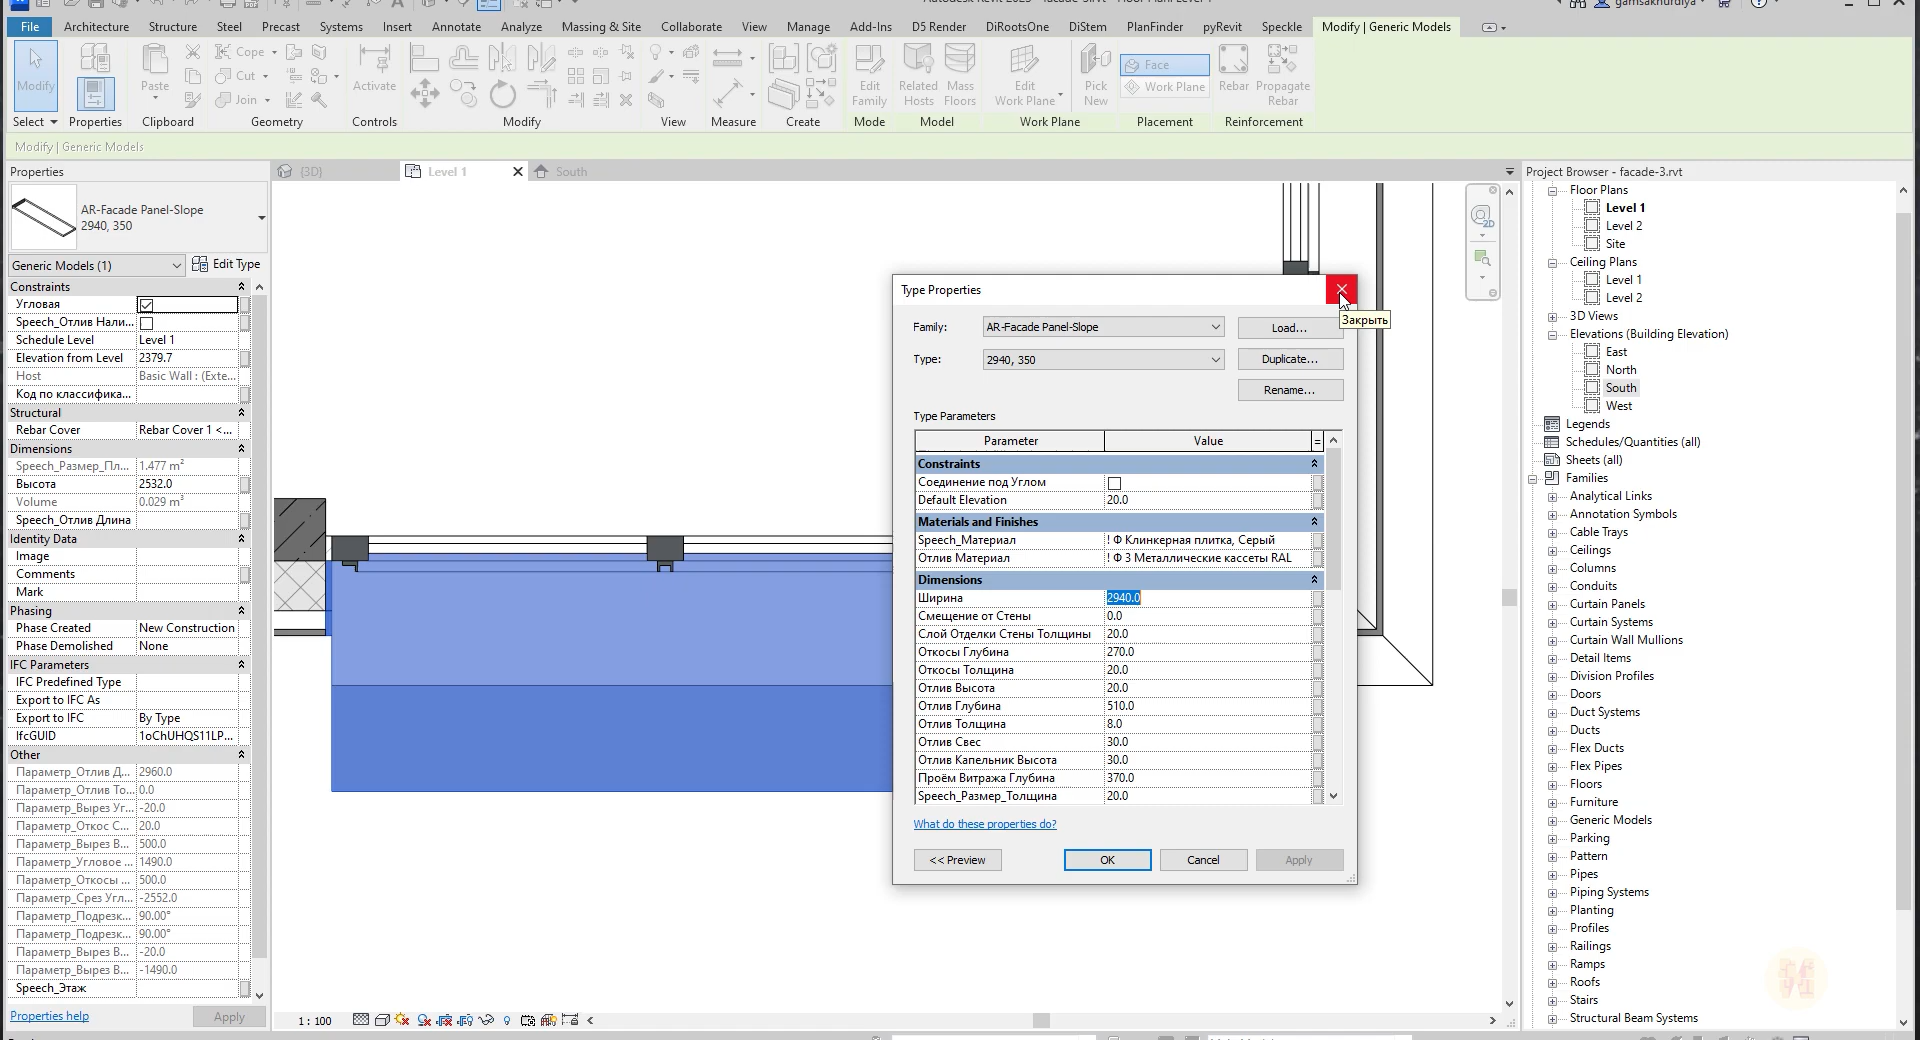 File Architecture Structure Steel Precast Systems Insert Annotate Analyze Massing & Site Collaborate View Manage Add-Ins D5 Render DiRootsOne DiStem PlanFinder pyRevit Speckle Modify | Generic Models
Modify Paste Cope Cut Join Activate Edit Family Related Hosts Mass Floors Edit Work Plane Pick New Face Work Plane Rebar Propagate Rebar
Select Properties Clipboard Geometry Controls Modify View Measure Create Mode Model Work Plane Placement Reinforcement
Modify | Generic Models
Properties
AR-Facade Panel-Slope
2940, 350
Generic Models (1) Edit Type
Constraints
Угловая
Speech_Отлив Нали...
Schedule Level Level 1
Elevation from Level 2379.7
Host Basic Wall : (Exte...
Код по классифика...
Structural
Rebar Cover Rebar Cover 1 <...
Dimensions
Speech_Размер_Пл... 1.477 m²
Высота 2532.0
Volume 0.029 m³
Speech_Отлив Длина
Identity Data
Image
Comments
Mark
Phasing
Phase Created New Construction
Phase Demolished None
IFC Parameters
IFC Predefined Type
Export to IFC As
Export to IFC By Type
IfcGUID 1oChUHQS11LP...
Other
Параметр_Отлив Д... 2960.0
Параметр_Отлив То... 0.0
Параметр_Вырез Уг... -20.0
Параметр_Откос С... 20.0
Параметр_Вырез В... 500.0
Параметр_Угловое ... 1490.0
Параметр_Откосы ... 500.0
Параметр_Срез Угл... -2552.0
Параметр_Подрезк... 90.00°
Параметр_Подрезк... 90.00°
Параметр_Вырез В... -20.0
Параметр_Вырез В... -1490.0
Speech_Этаж
Properties help Apply
{3D} Level 1 South
1 : 100
Type Properties
Закрыть
Family: AR-Facade Panel-Slope Load...
Type: 2940, 350 Duplicate...
Rename...
Type Parameters
Parameter Value =
Constraints
Соединение под Углом
Default Elevation 20.0
Materials and Finishes
Speech_Материал ! Ф Клинкерная плитка, Серый
Отлив Материал ! Ф 3 Металлические кассеты RAL
Dimensions
Ширина 2940.0
Смещение от Стены 0.0
Слой Отделки Стены Толщины 20.0
Откосы Глубина 270.0
Откосы Толщина 20.0
Отлив Высота 20.0
Отлив Глубина 510.0
Отлив Толщина 8.0
Отлив Свес 30.0
Отлив Капельник Высота 30.0
Проём Витража Глубина 370.0
Speech_Размер_Толщина 20.0
What do these properties do?
<< Preview OK Cancel Apply
2D
Project Browser - facade-3.rvt
Floor Plans
Level 1
Level 2
Site
Ceiling Plans
Level 1
Level 2
3D Views
Elevations (Building Elevation)
East
North
South
West
Legends
Schedules/Quantities (all)
Sheets (all)
Families
Analytical Links
Annotation Symbols
Cable Trays
Ceilings
Columns
Conduits
Curtain Panels
Curtain Systems
Curtain Wall Mullions
Detail Items
Division Profiles
Doors
Duct Systems
Ducts
Flex Ducts
Flex Pipes
Floors
Furniture
Generic Models
Parking
Pattern
Pipes
Piping Systems
Planting
Profiles
Railings
Ramps
Roofs
Stairs
Structural Beam Systems